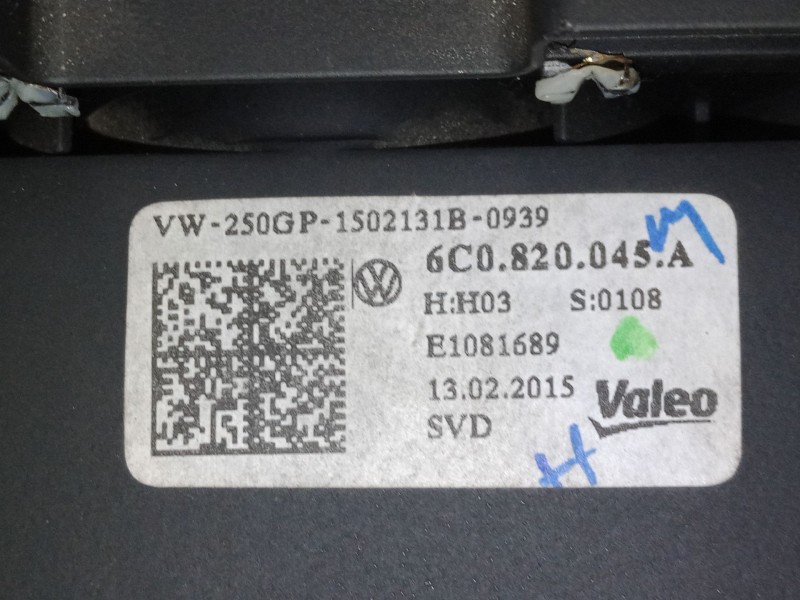 VW-250GP-1502131B-0939
6C0.820.045.A
H:H03 S:0108
E1081689
13.02.2015
SVD
Valeo